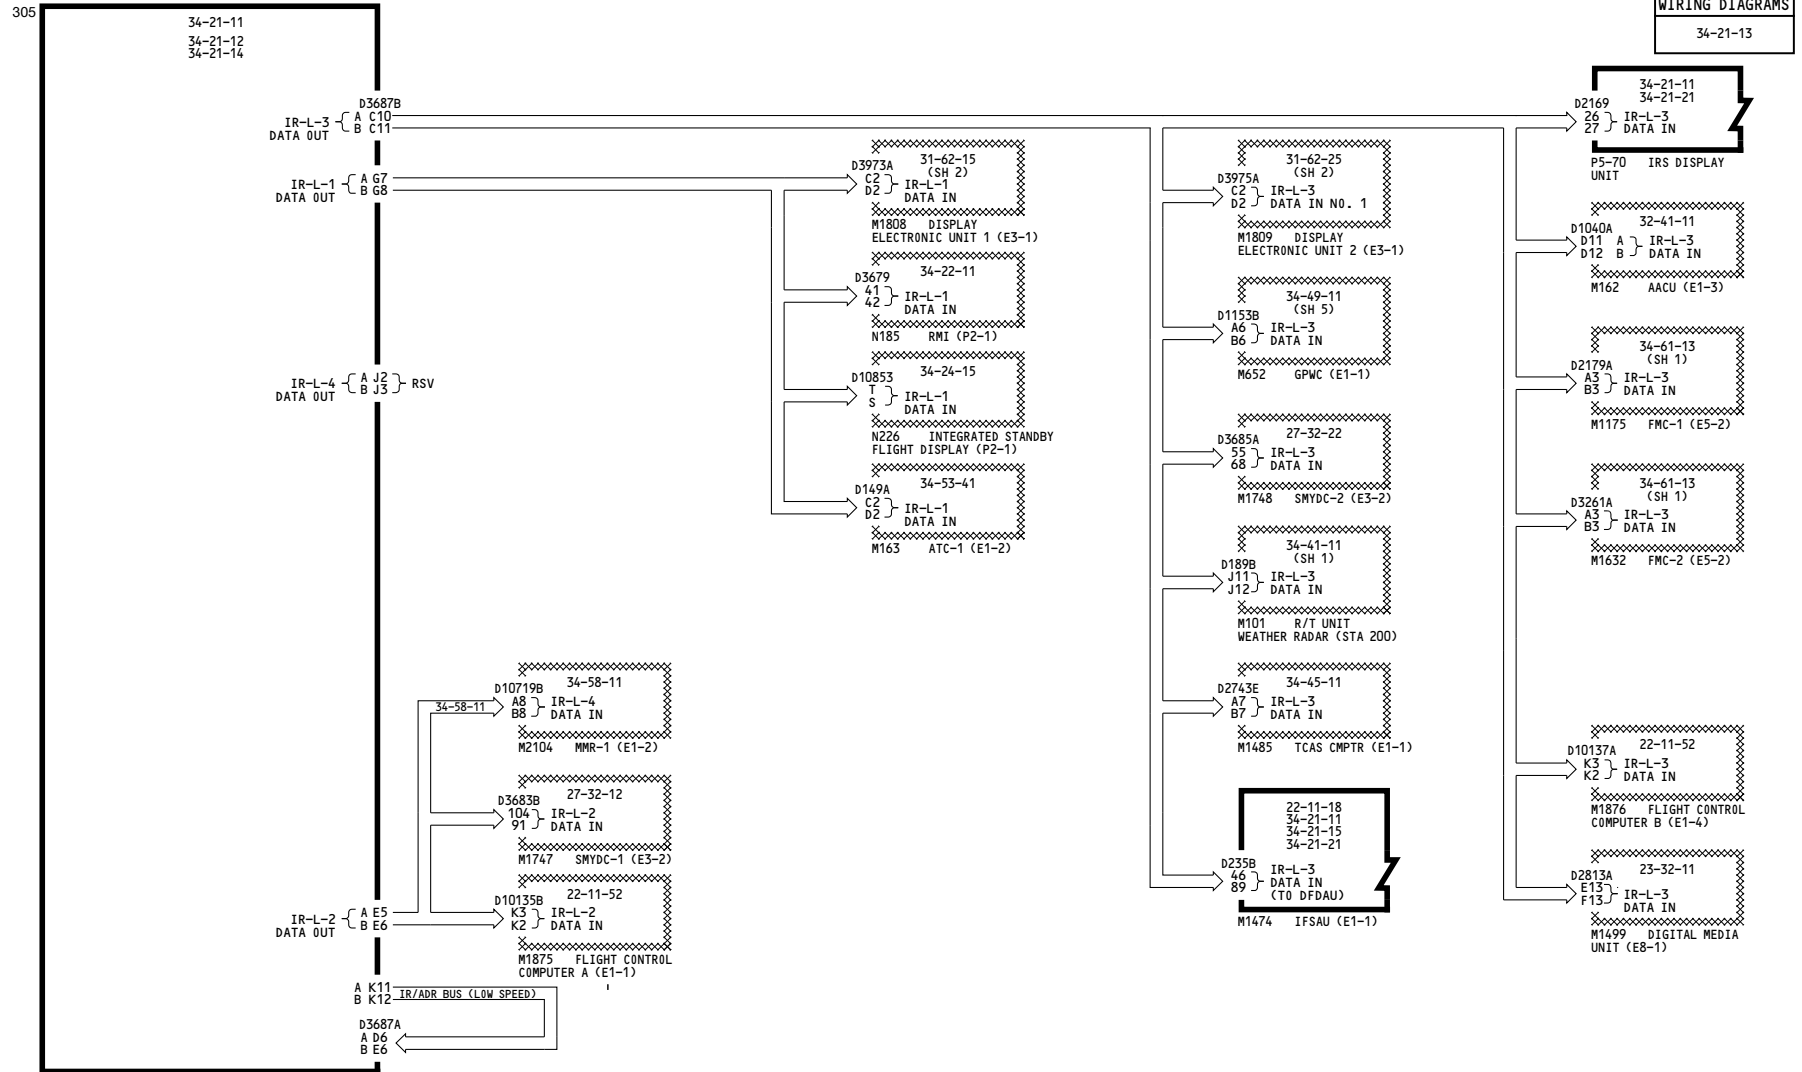 305
34-21-11
34-21-12
34-21-14
WIRING DIAGRAMS
34-21-13
D3687B
IR-L-3
DATA OUT
A C10
B C11
IR-L-1
DATA OUT
A G7
B G8
IR-L-4
DATA OUT
A J2
B J3
RSV
IR-L-2
DATA OUT
A E5
B E6
A K11
B K12
IR/ADR BUS (LOW SPEED)
D3687A
A D6
B E6
34-58-11
D10719B
34-58-11
A8
B8
IR-L-4
DATA IN
M2104 MMR-1 (E1-2)
D3683B
27-32-12
104
91
IR-L-2
DATA IN
M1747 SMYDC-1 (E3-2)
D10135B
22-11-52
K3
K2
IR-L-2
DATA IN
M1875 FLIGHT CONTROL
COMPUTER A (E1-1)
D3973A
31-62-15
(SH 2)
C2
D2
IR-L-1
DATA IN
M1808 DISPLAY
ELECTRONIC UNIT 1 (E3-1)
D3679
34-22-11
41
42
IR-L-1
DATA IN
N185 RMI (P2-1)
D10853
34-24-15
T
S
IR-L-1
DATA IN
N226 INTEGRATED STANDBY
FLIGHT DISPLAY (P2-1)
D149A
34-53-41
C2
D2
IR-L-1
DATA IN
M163 ATC-1 (E1-2)
D3975A
31-62-25
(SH 2)
C2
D2
IR-L-3
DATA IN NO. 1
M1809 DISPLAY
ELECTRONIC UNIT 2 (E3-1)
D1153B
34-49-11
(SH 5)
A6
B6
IR-L-3
DATA IN
M652 GPWC (E1-1)
D3685A
27-32-22
55
68
IR-L-3
DATA IN
M1748 SMYDC-2 (E3-2)
D189B
34-41-11
(SH 1)
J11
J12
IR-L-3
DATA IN
M101 R/T UNIT
WEATHER RADAR (STA 200)
D2743E
34-45-11
A7
B7
IR-L-3
DATA IN
M1485 TCAS CMPTR (E1-1)
22-11-18
34-21-11
34-21-15
34-21-21
D235B
46
89
IR-L-3
DATA IN
(TO DFDAU)
M1474 IFSAU (E1-1)
34-21-11
34-21-21
D2169
26
27
IR-L-3
DATA IN
P5-70 IRS DISPLAY
UNIT
D1040A
32-41-11
D11 A
D12 B
IR-L-3
DATA IN
M162 AACU (E1-3)
D2179A
34-61-13
(SH 1)
A3
B3
IR-L-3
DATA IN
M1175 FMC-1 (E5-2)
D3261A
34-61-13
(SH 1)
A3
B3
IR-L-3
DATA IN
M1632 FMC-2 (E5-2)
D10137A
22-11-52
K3
K2
IR-L-3
DATA IN
M1876 FLIGHT CONTROL
COMPUTER B (E1-4)
D2813A
23-32-11
E13
F13
IR-L-3
DATA IN
M1499 DIGITAL MEDIA
UNIT (E8-1)